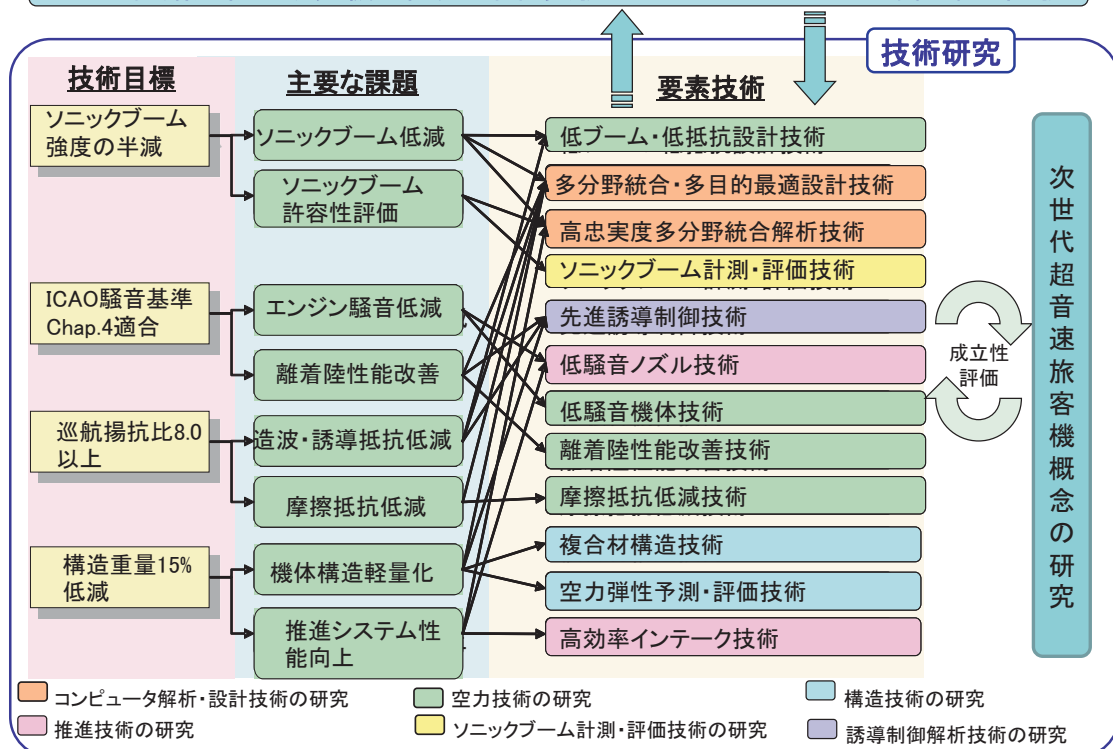 技術研究
技術目標
主要な課題
要素技術
ソニックブーム
強度の半減
ICAO騒音基準
Chap.4適合
巡航揚抗比8.0
以上
構造重量15%
低減
ソニックブーム低減
ソニックブーム
許容性評価
エンジン騒音低減
離着陸性能改善
造波・誘導抵抗低減
摩擦抵抗低減
機体構造軽量化
推進システム性
能向上
低ブーム・低抵抗設計技術
多分野統合・多目的最適設計技術
高忠実度多分野統合解析技術
ソニックブーム計測・評価技術
先進誘導制御技術
低騒音ノズル技術
低騒音機体技術
離着陸性能改善技術
摩擦抵抗低減技術
複合材構造技術
空力弾性予測・評価技術
高効率インテーク技術
成立性
評価
次世代超音速旅客機概念の研究
コンピュータ解析・設計技術の研究
空力技術の研究
構造技術の研究
推進技術の研究
ソニックブーム計測・評価技術の研究
誘導制御解析技術の研究